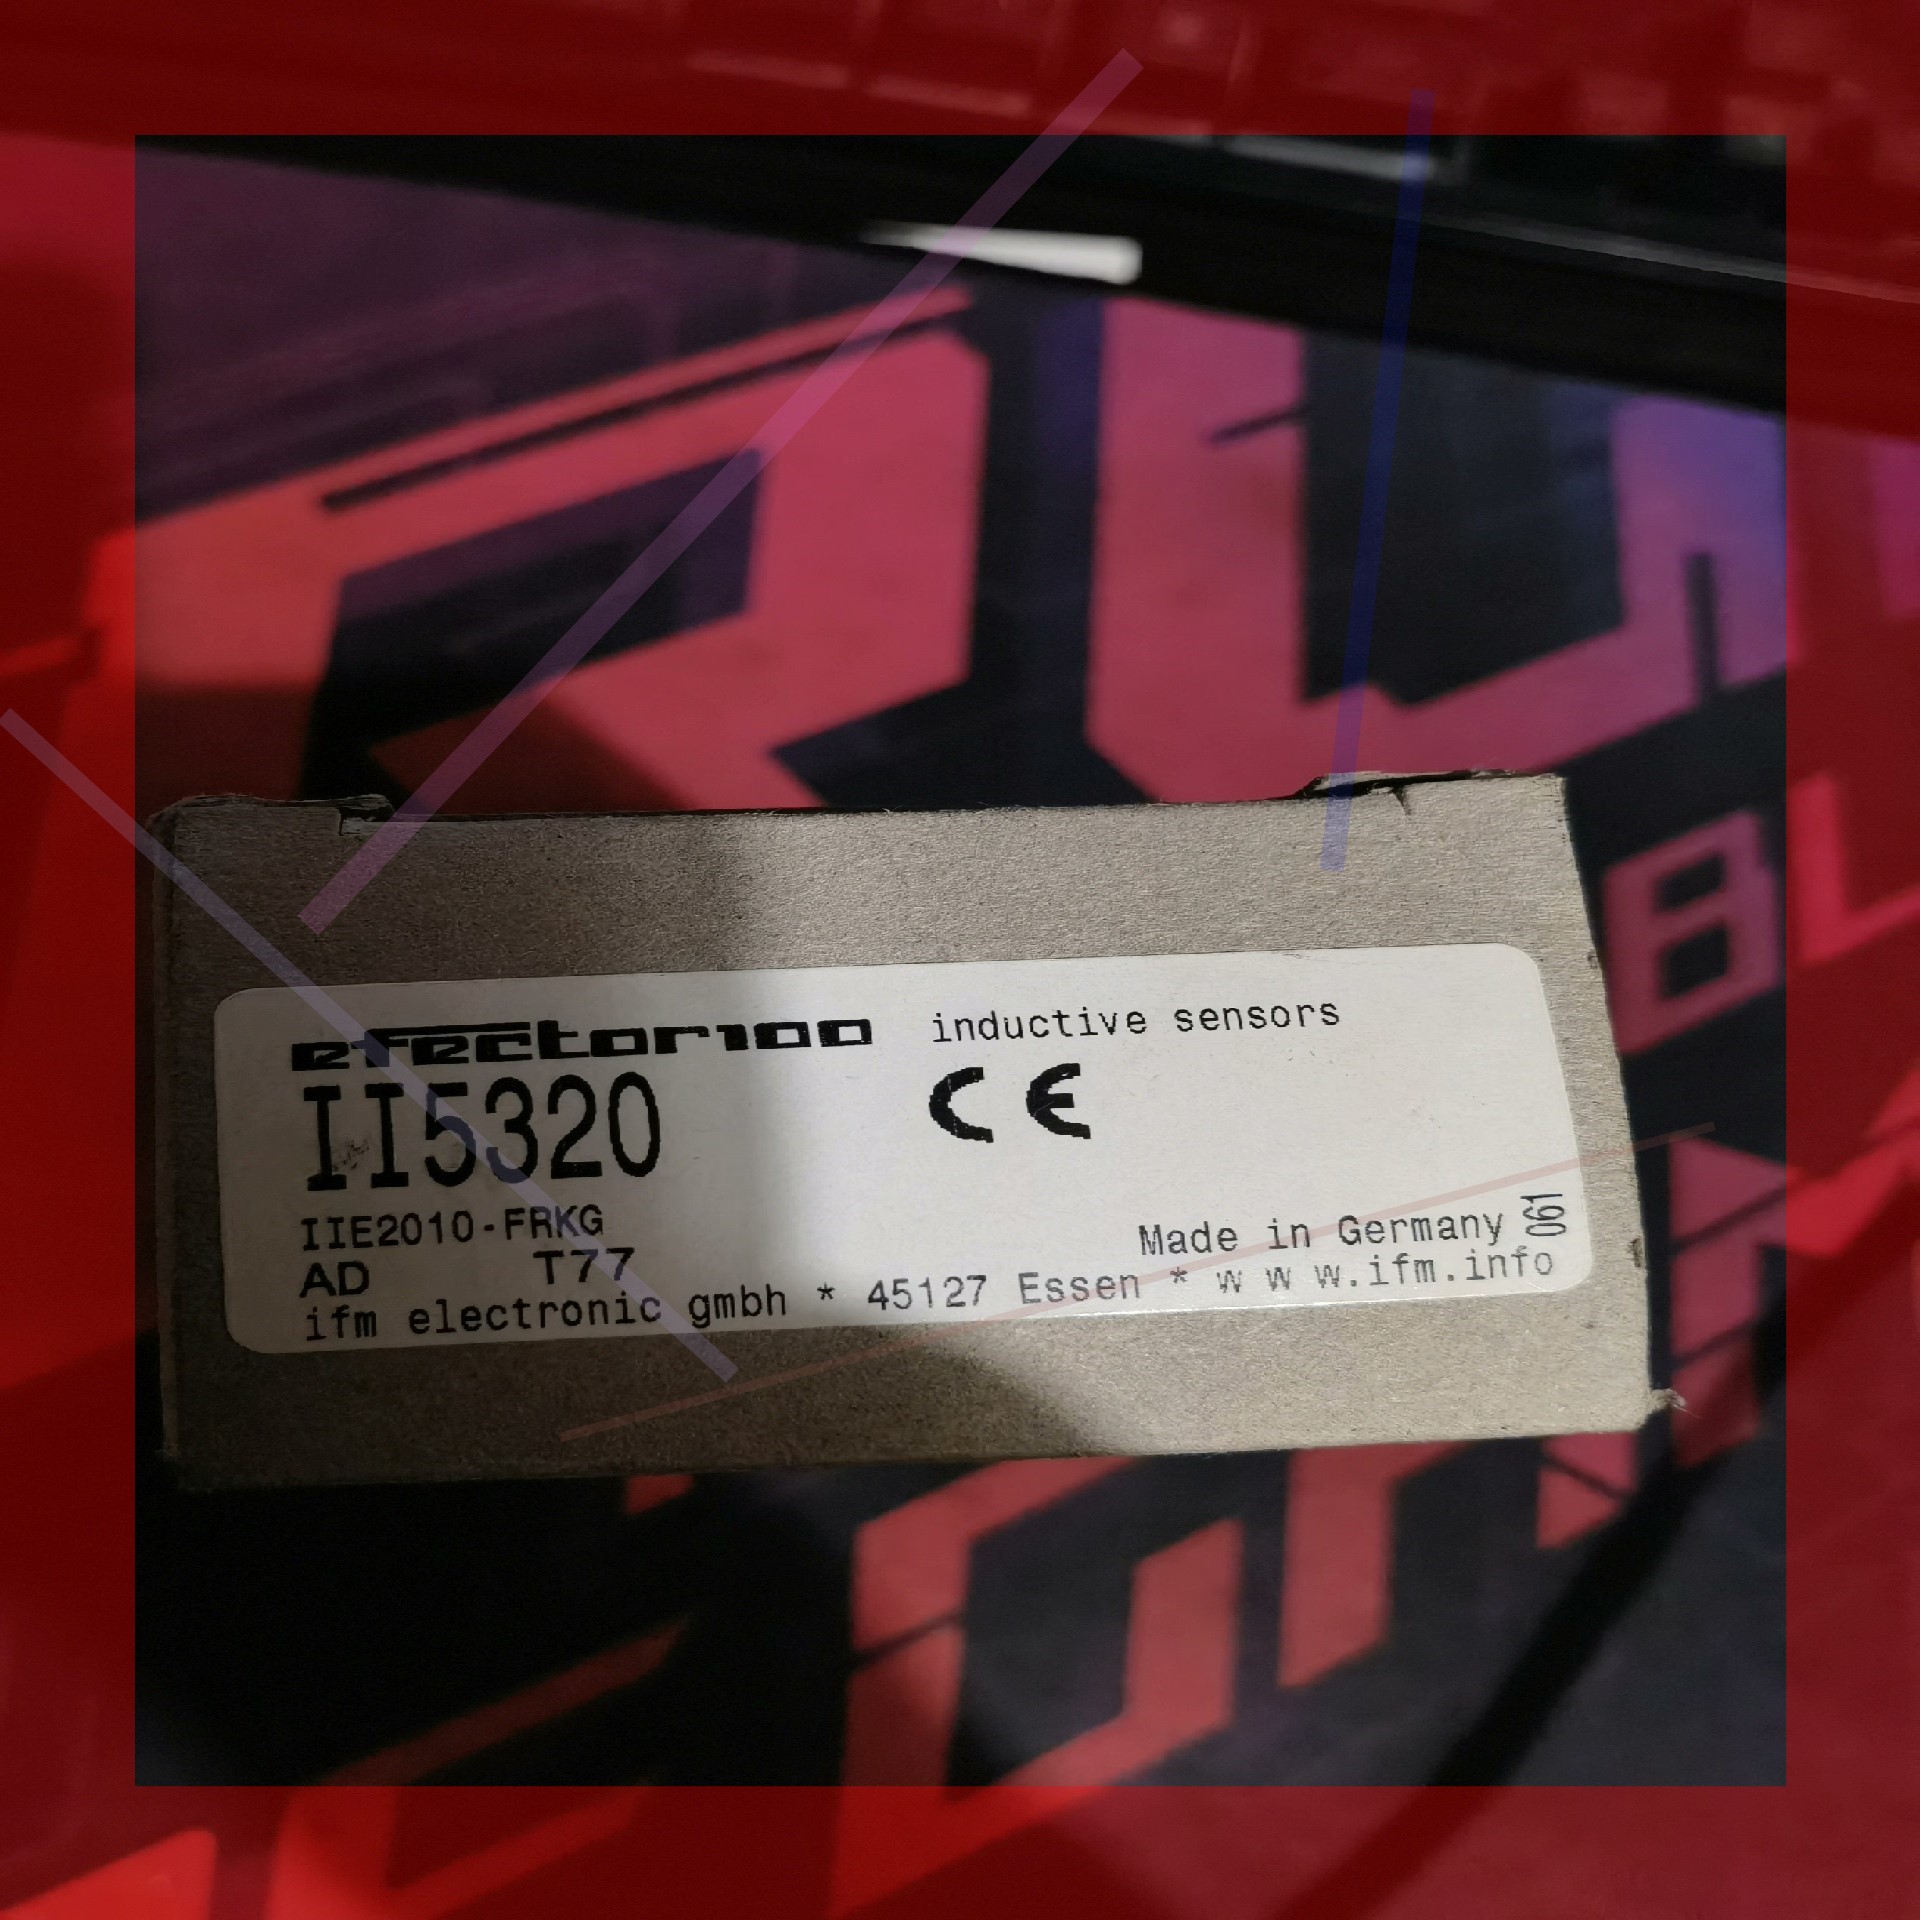 efector100 inductive sensors
II5320 CE
IIE2010-FRKG
AD T77
Made in Germany 061
ifm electronic gmbh * 45127 Essen * w w w.ifm.info